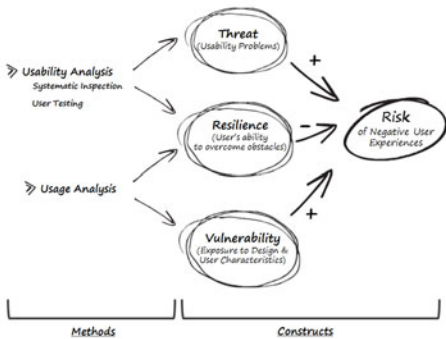 Threat
(Usability Problems)
+
≫ Usability Analysis
Systematic Inspection
User Testing
Resilience
(User's ability
to overcome obstacles)
-
Risk
of Negative User
Experiences
≫ Usage Analysis
+
Vulnerability
(Exposure to Design &
User Characteristics)
Methods
Constructs